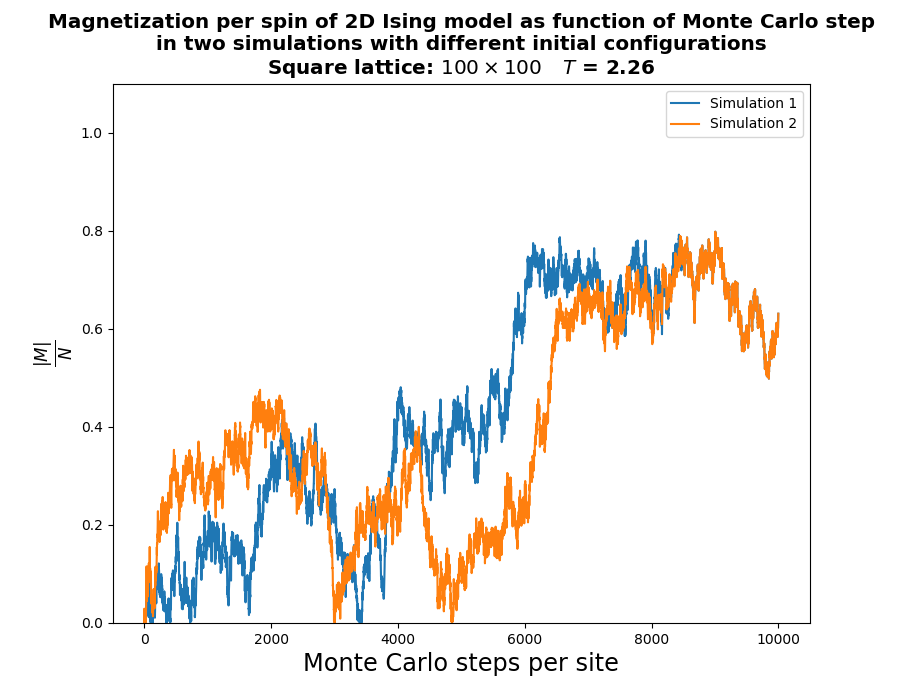 Magnetization per spin of 2D Ising model as function of Monte Carlo step
in two simulations with different initial configurations
Square lattice: 100 × 100 T = 2.26
Simulation 1
Simulation 2
1.0
0.8
0.6
0.4
0.2
0.0
|M|
N
0 2000 4000 6000 8000 10000
Monte Carlo steps per site